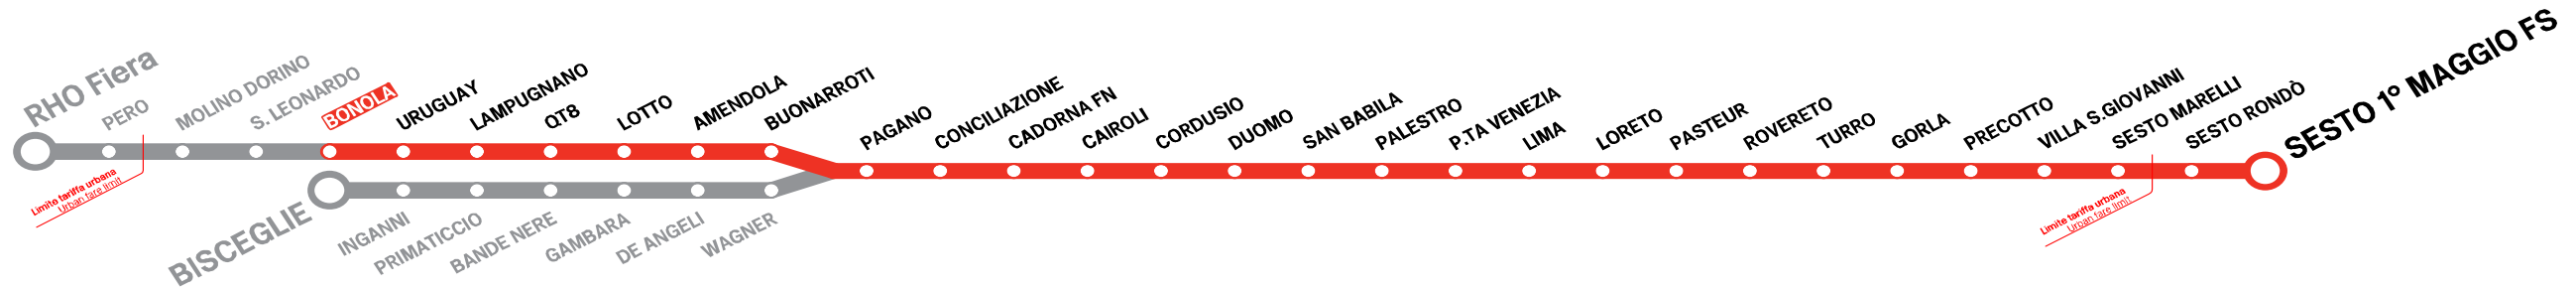 RHO Fiera
PERO
MOLINO DORINO
S. LEONARDO
BONOLA
URUGUAY
LAMPUGNANO
QT8
LOTTO
AMENDOLA
BUONARROTI
PAGANO
CONCILIAZIONE
CADORNA FN
CAIROLI
CORDUSIO
DUOMO
SAN BABILA
PALESTRO
P.TA VENEZIA
LIMA
LORETO
PASTEUR
ROVERETO
TURRO
GORLA
PRECOTTO
VILLA S.GIOVANNI
SESTO MARELLI
SESTO RONDÒ
SESTO 1° MAGGIO FS
Limite tariffa urbana
Urban fare limit
BISCEGLIE
INGANNI
PRIMATICCIO
BANDE NERE
GAMBARA
DE ANGELI
WAGNER
Limite tariffa urbana
Urban fare limit